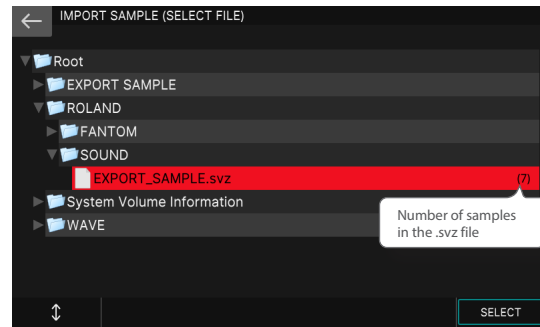 IMPORT SAMPLE (SELECT FILE)
Root
EXPORT SAMPLE
ROLAND
FANTOM
SOUND
EXPORT_SAMPLE.svz (7)
System Volume Information
WAVE
Number of samples
in the .svz file
SELECT